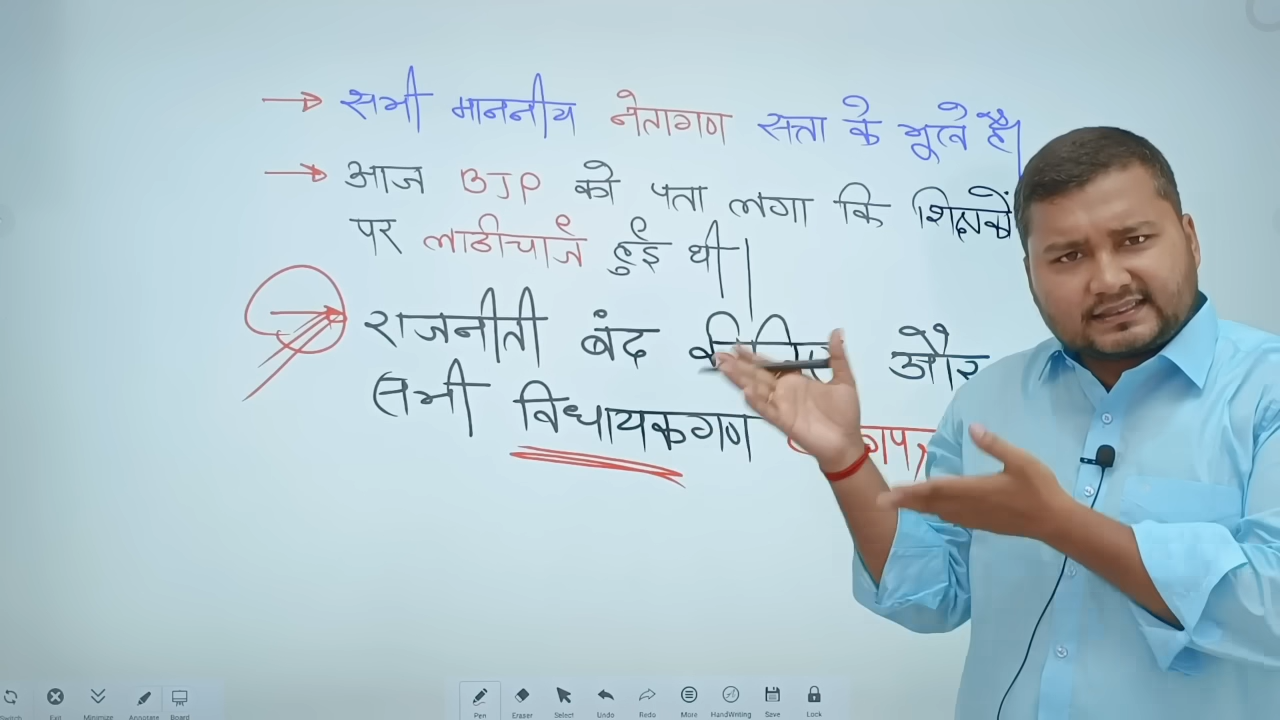 → सभी माननीय नेतागण सत्ता के भूखे है।
→ आज BJP को पता लगा कि शिक्षकों
पर लाठीचार्ज हुई थी।
→ राजनीती बंद और
सभी विधायकगण
Switch Exit Minimize Annotate Board Pen Eraser Select Undo Redo More HandWriting Save Lock